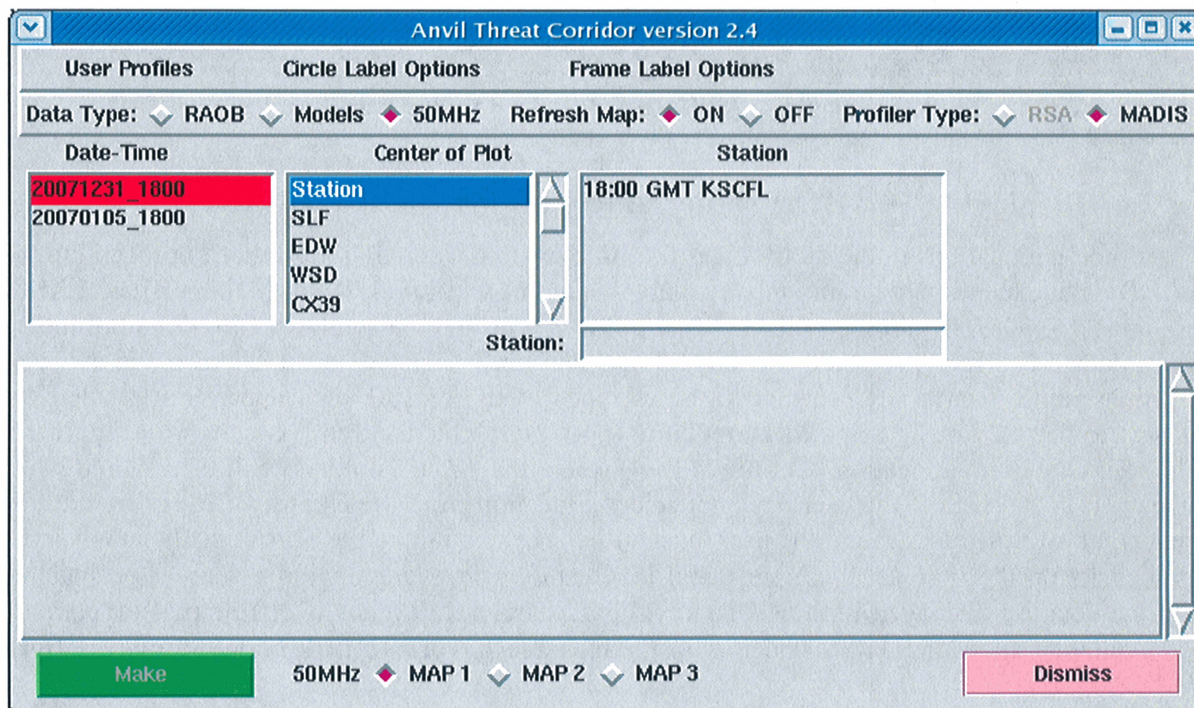 Anvil Threat Corridor version 2.4
User Profiles Circle Label Options Frame Label Options
Data Type: RAOB Models 50MHz Refresh Map: ON OFF Profiler Type: RSA MADIS
Date-Time Center of Plot Station
20071231_1800 Station 18:00 GMT KSCFL
20070105_1800 SLF
EDW
WSD
CX39
Station:
Make 50MHz MAP 1 MAP 2 MAP 3 Dismiss